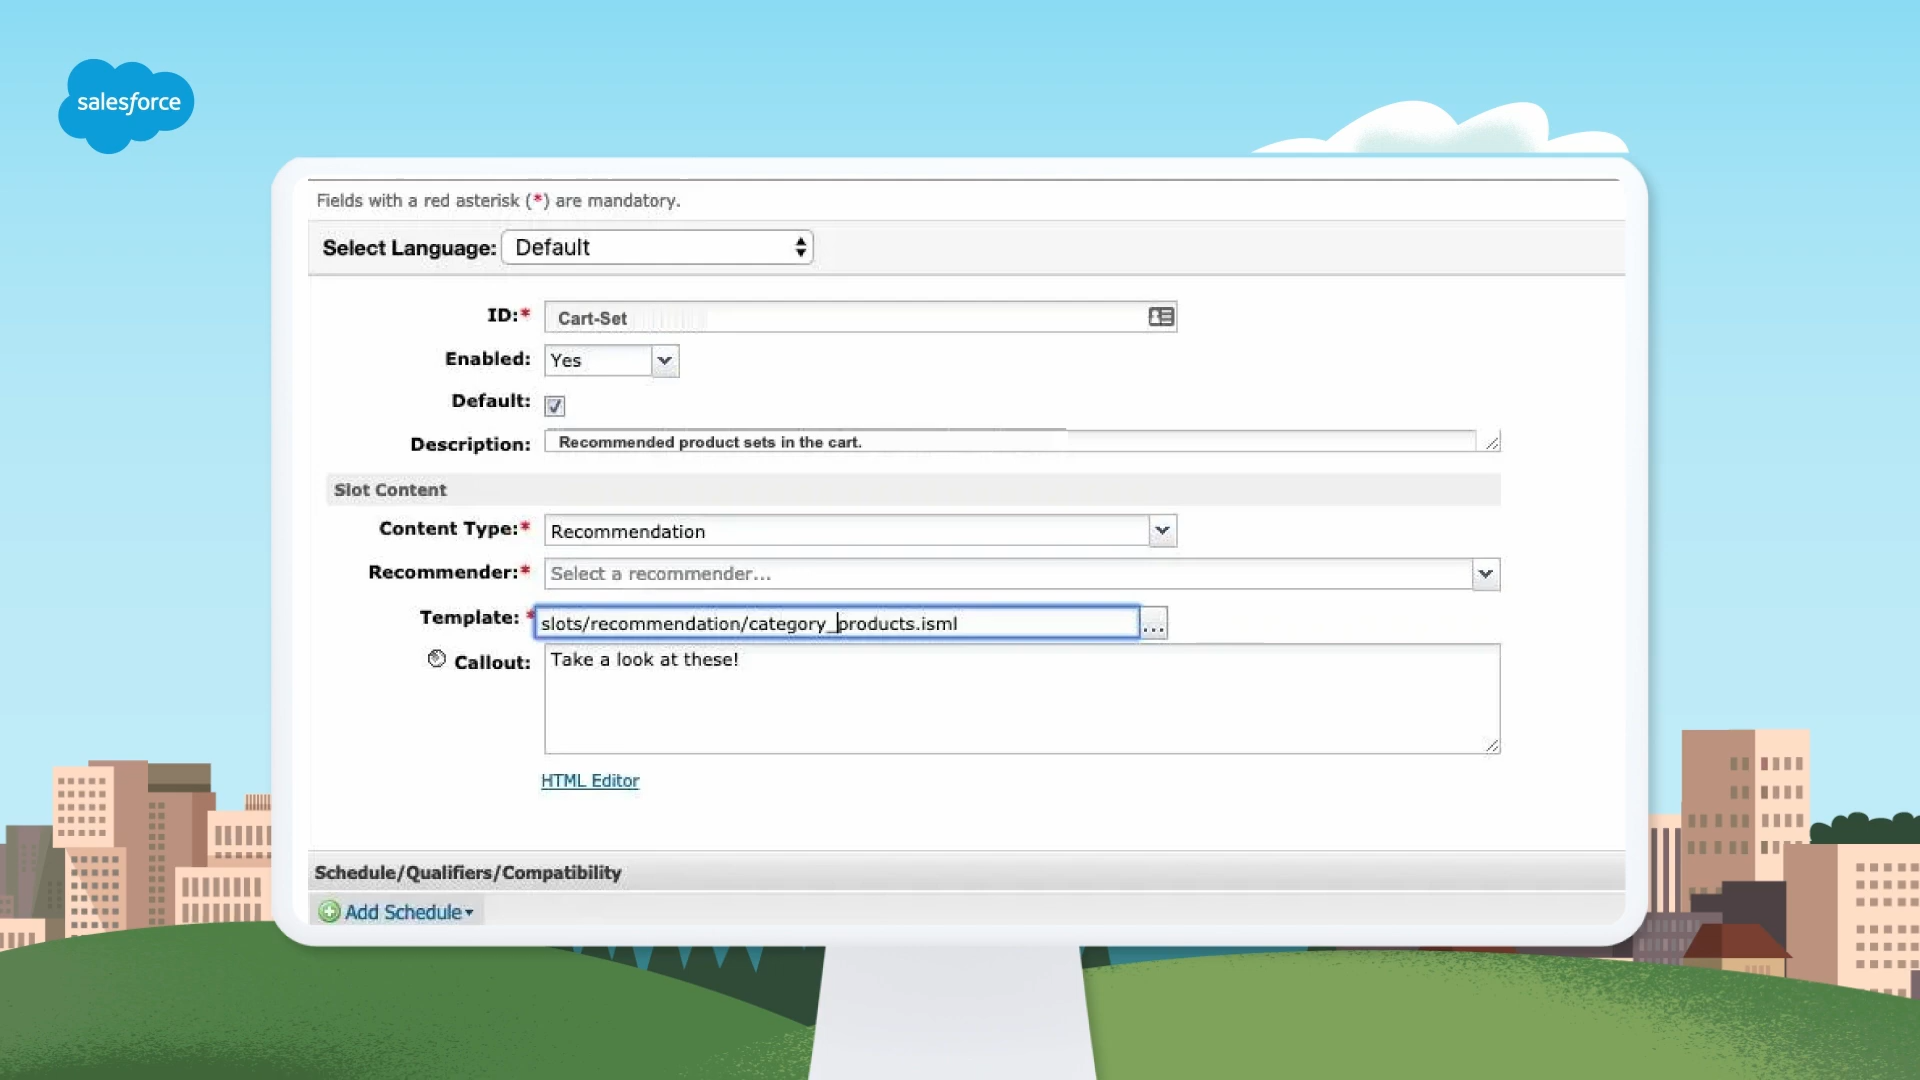 salesforce
Fields with a red asterisk (*) are mandatory.
Select Language: Default
ID:* Cart-Set
Enabled: Yes
Default:
Description: Recommended product sets in the cart.
Slot Content
Content Type:* Recommendation
Recommender:* Select a recommender...
Template: * slots/recommendation/category_products.isml ...
Callout: Take a look at these!
HTML Editor
Schedule/Qualifiers/Compatibility
Add Schedule